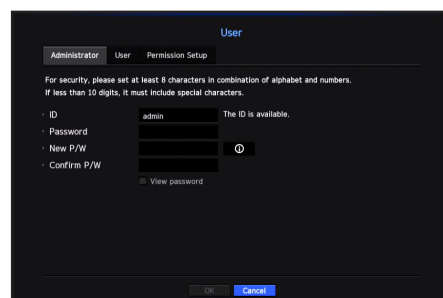 User
Administrator User Permission Setup
For security, please set at least 8 characters in combination of alphabet and numbers.
If less than 10 digits, it must include special characters.
ID admin The ID is available.
Password
New P/W
Confirm P/W
View password
OK Cancel